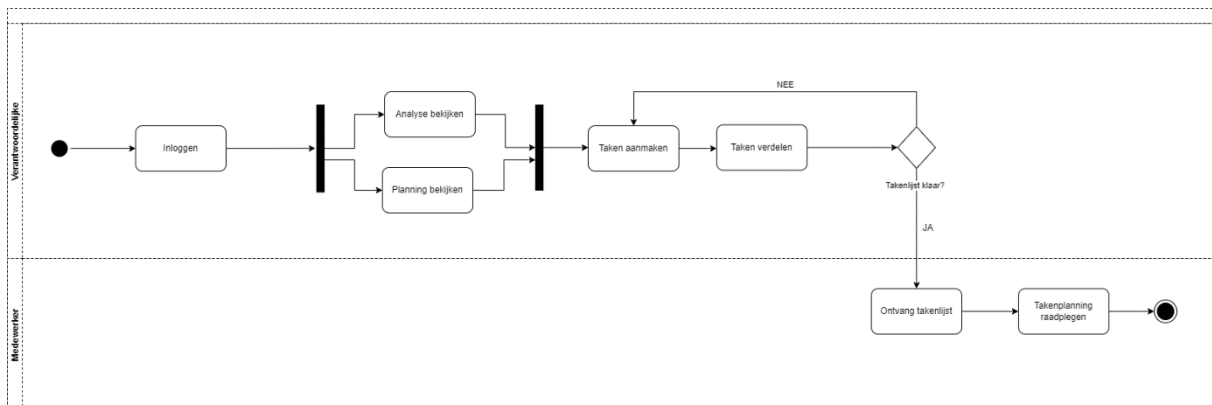 Verantwoordelijke
NEE
Analyse bekijken
Inloggen
Taken aanmaken
Taken verdelen
Planning bekijken
Takenlijst klaar?
JA
Medewerker
Ontvang takenlijst
Takenplanning
raadplegen